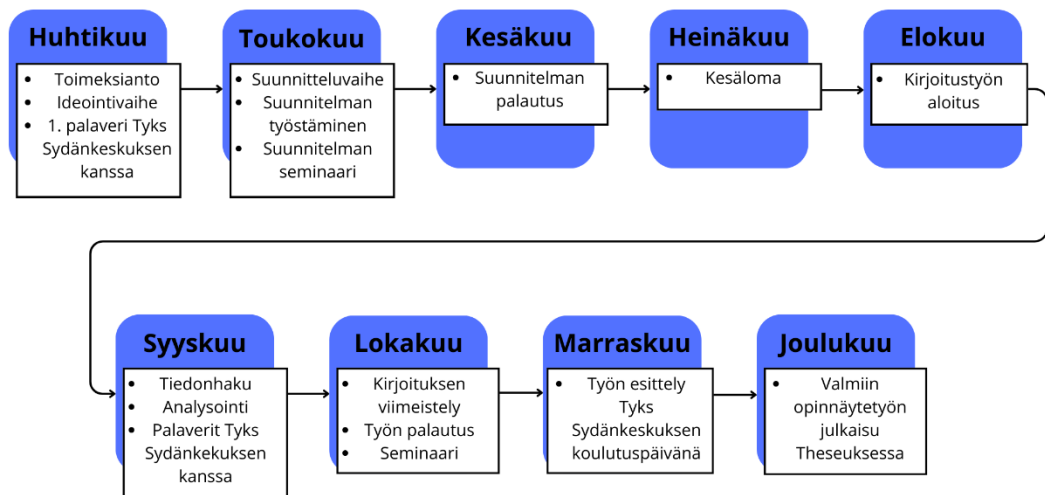 Huhtikuu
• Toimeksianto
• Ideointivaihe
• 1. palaveri Tyks
Sydänkeskuksen
kanssa
Toukokuu
• Suunnitteluvaihe
• Suunnitelman
työstäminen
• Suunnitelman
seminaari
Kesäkuu
• Suunnitelman
palautus
Heinäkuu
• Kesäloma
Elokuu
• Kirjoitustyön
aloitus
Syyskuu
• Tiedonhaku
• Analysointi
• Palaverit Tyks
Sydänkekuksen
kanssa
Lokakuu
• Kirjoituksen
viimeistely
• Työn palautus
• Seminaari
Marraskuu
• Työn esittely
Tyks
Sydänkeskuksen
koulutuspäivänä
Joulukuu
• Valmiin
opinnäytetyön
julkaisu
Theseuksessa